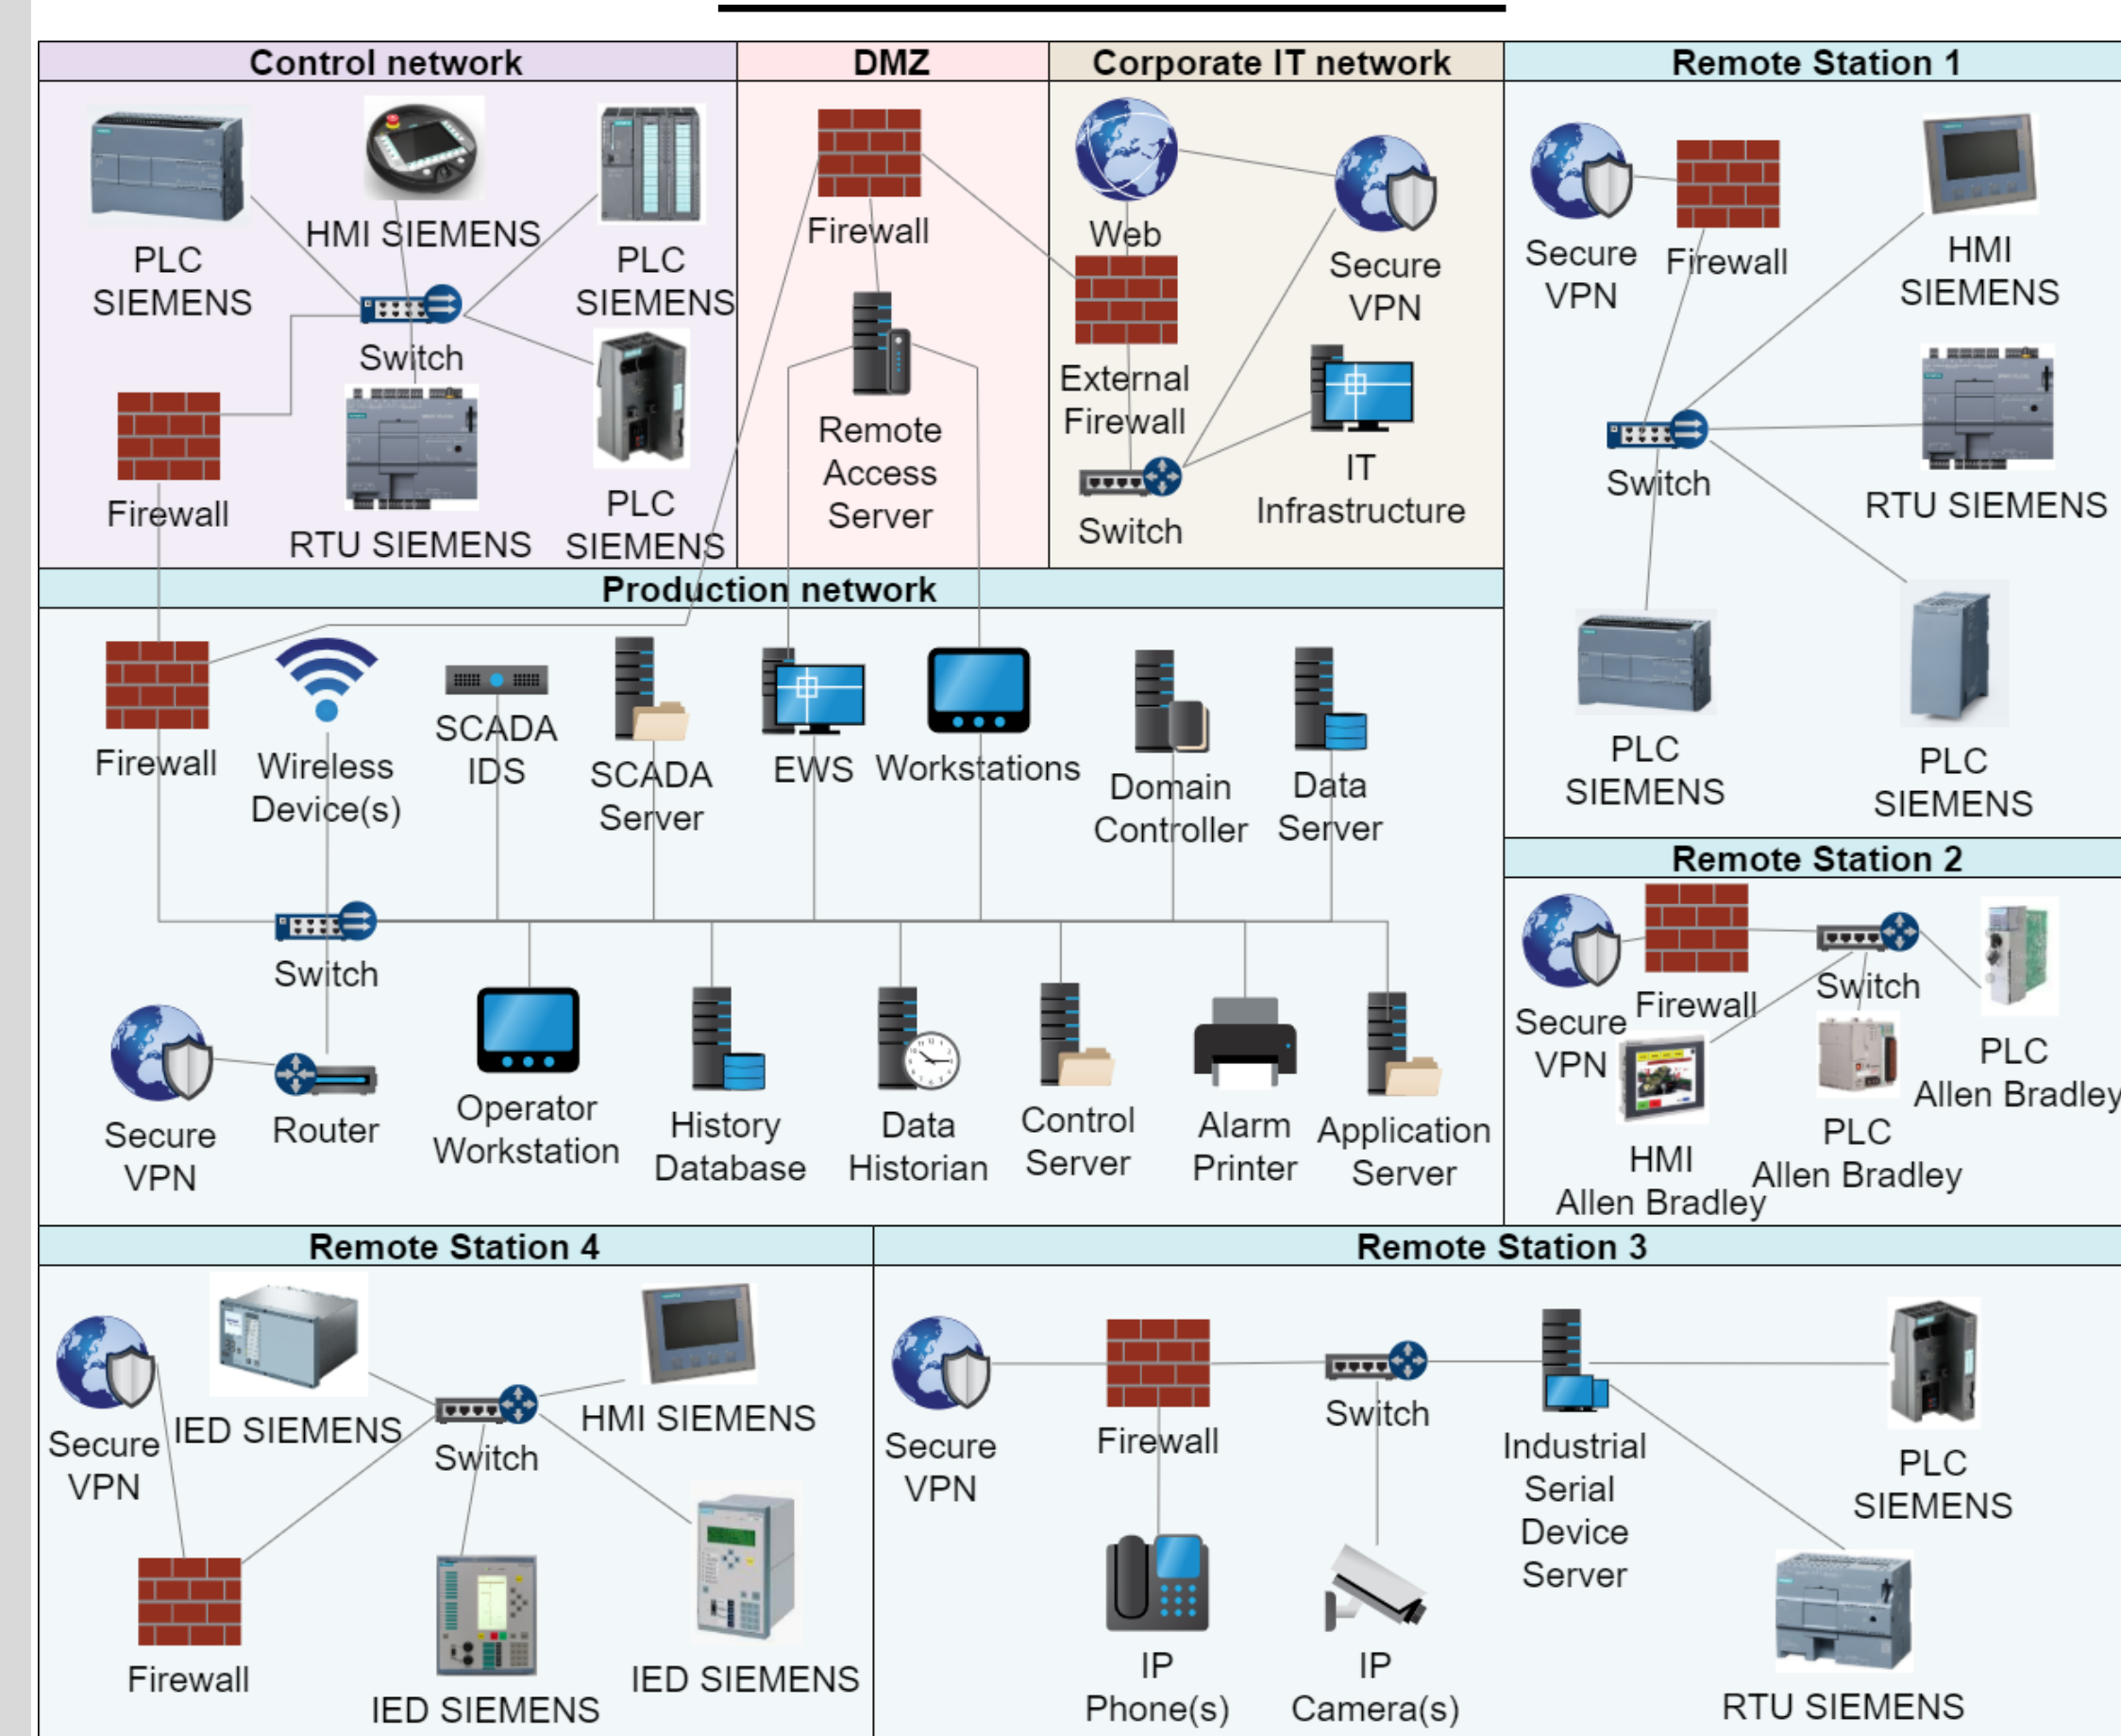 Control network
DMZ
Corporate IT network
Remote Station 1
PLC
SIEMENS
HMI SIEMENS
PLC
SIEMENS
Switch
Firewall
RTU SIEMENS
PLC
SIEMENS
Firewall
Remote
Access
Server
Web
Secure
VPN
External
Firewall
Switch
IT
Infrastructure
Secure
VPN
Firewall
HMI
SIEMENS
RTU SIEMENS
Switch
PLC
SIEMENS
PLC
SIEMENS
Production network
Firewall
Wireless
Device(s)
SCADA
IDS
SCADA
Server
EWS
Workstations
Domain
Controller
Data
Server
Switch
Secure
VPN
Router
Operator
Workstation
History
Database
Data
Historian
Control
Server
Alarm
Printer
Application
Server
Remote Station 2
Secure
VPN
Firewall
Switch
HMI
Allen Bradley
PLC
Allen Bradley
PLC
Allen Bradley
Remote Station 4
Secure
VPN
IED SIEMENS
Switch
HMI SIEMENS
Firewall
IED SIEMENS
IED SIEMENS
Remote Station 3
Secure
VPN
Firewall
Switch
Industrial
Serial
Device
Server
PLC
SIEMENS
IP
Phone(s)
IP
Camera(s)
RTU SIEMENS